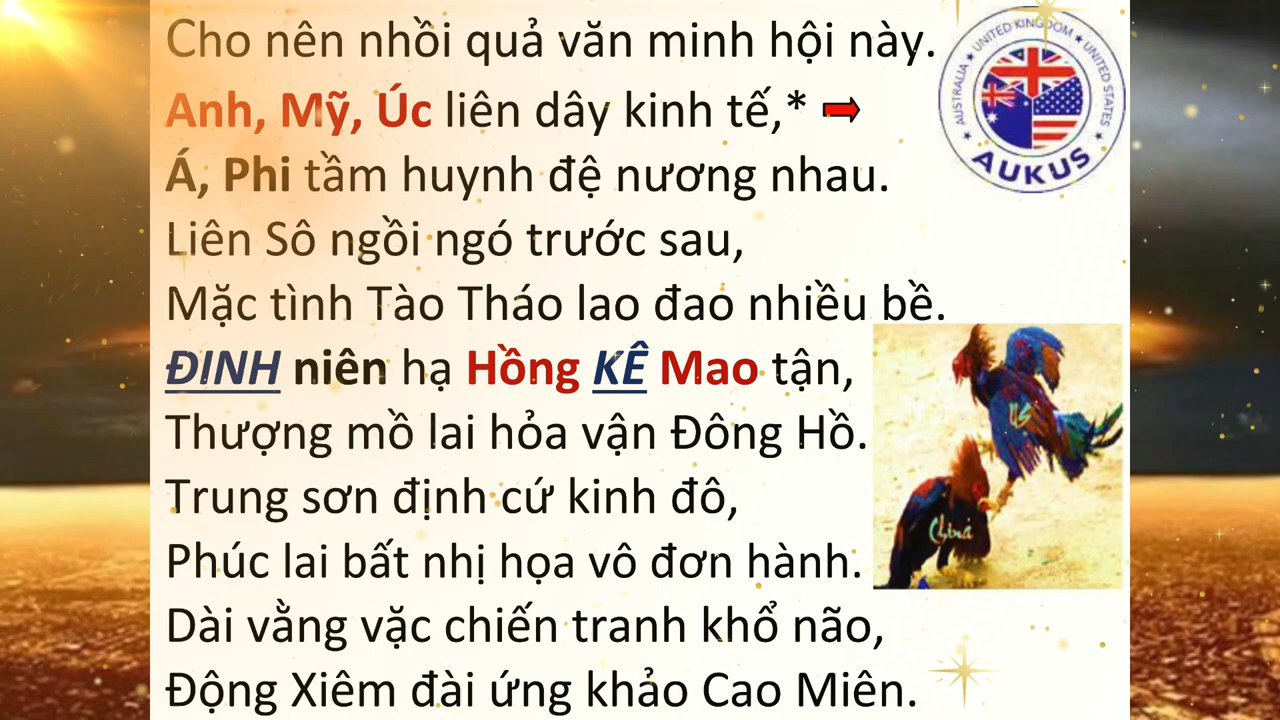 Cho nên nhồi quả văn minh hội này.
Anh, Mỹ, Úc liên dây kinh tế,*
Á, Phi tầm huynh đệ nương nhau.
Liên Sô ngồi ngó trước sau,
Mặc tình Tào Tháo lao đao nhiều bề.
ĐINH niên hạ Hồng KÊ Mao tận,
Thượng mồ lai hỏa vận Đông Hồ.
Trung sơn định cứ kinh đô,
Phúc lai bất nhị họa vô đơn hành.
Dài vằng vặc chiến tranh khổ não,
Động Xiêm đài ứng khảo Cao Miên.
AUSTRALIA ★ UNITED KINGDOM ★ UNITED STATES
AUKUS
US
China